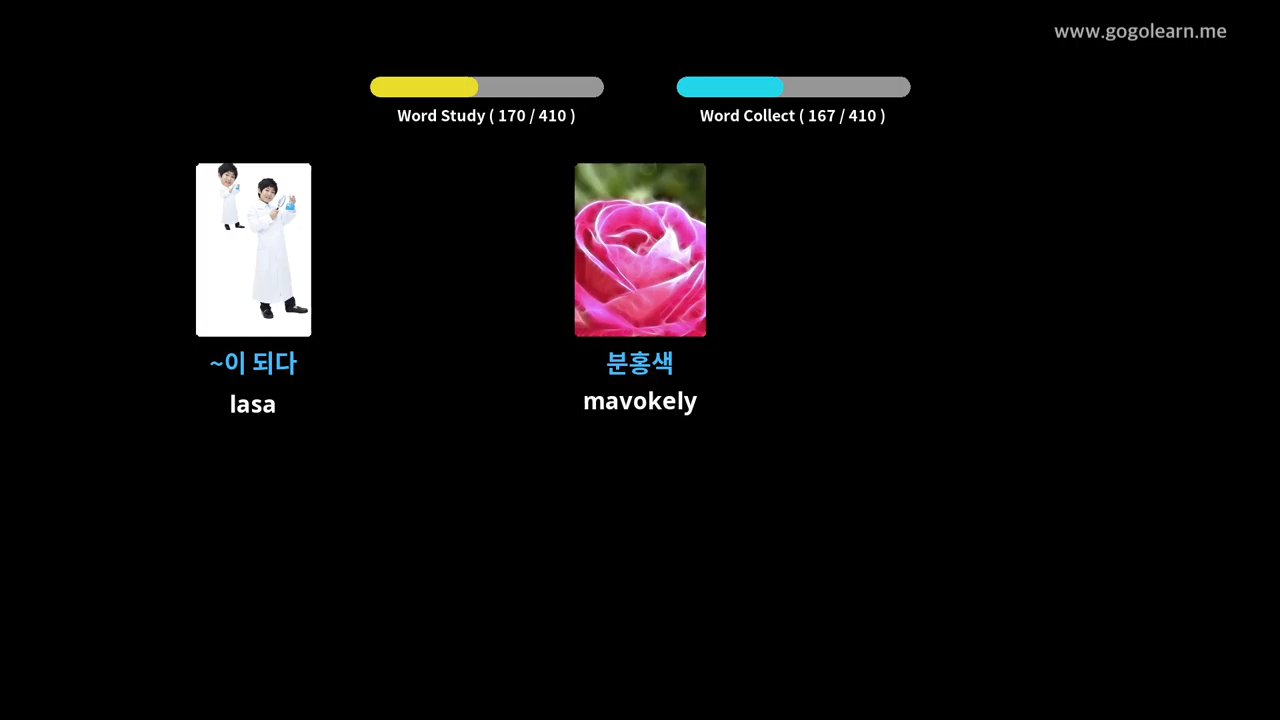 www.gogolearn.me
Word Study ( 170 / 410 )
Word Collect ( 167 / 410 )
~이 되다
lasa
분홍색
mavokely